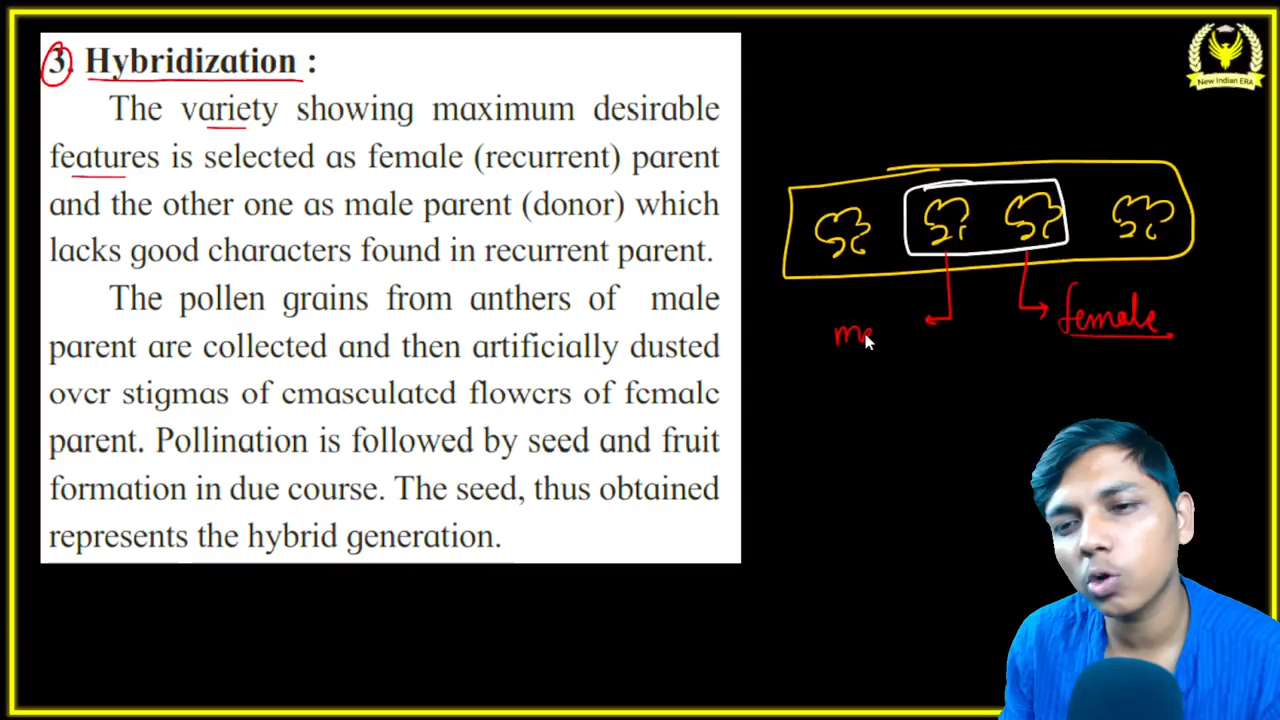 3. Hybridization :
The variety showing maximum desirable
features is selected as female (recurrent) parent
and the other one as male parent (donor) which
lacks good characters found in recurrent parent.
The pollen grains from anthers of male
parent are collected and then artificially dusted
over stigmas of emasculated flowers of female
parent. Pollination is followed by seed and fruit
formation in due course. The seed, thus obtained
represents the hybrid generation.
New Indian ERA
female
ma